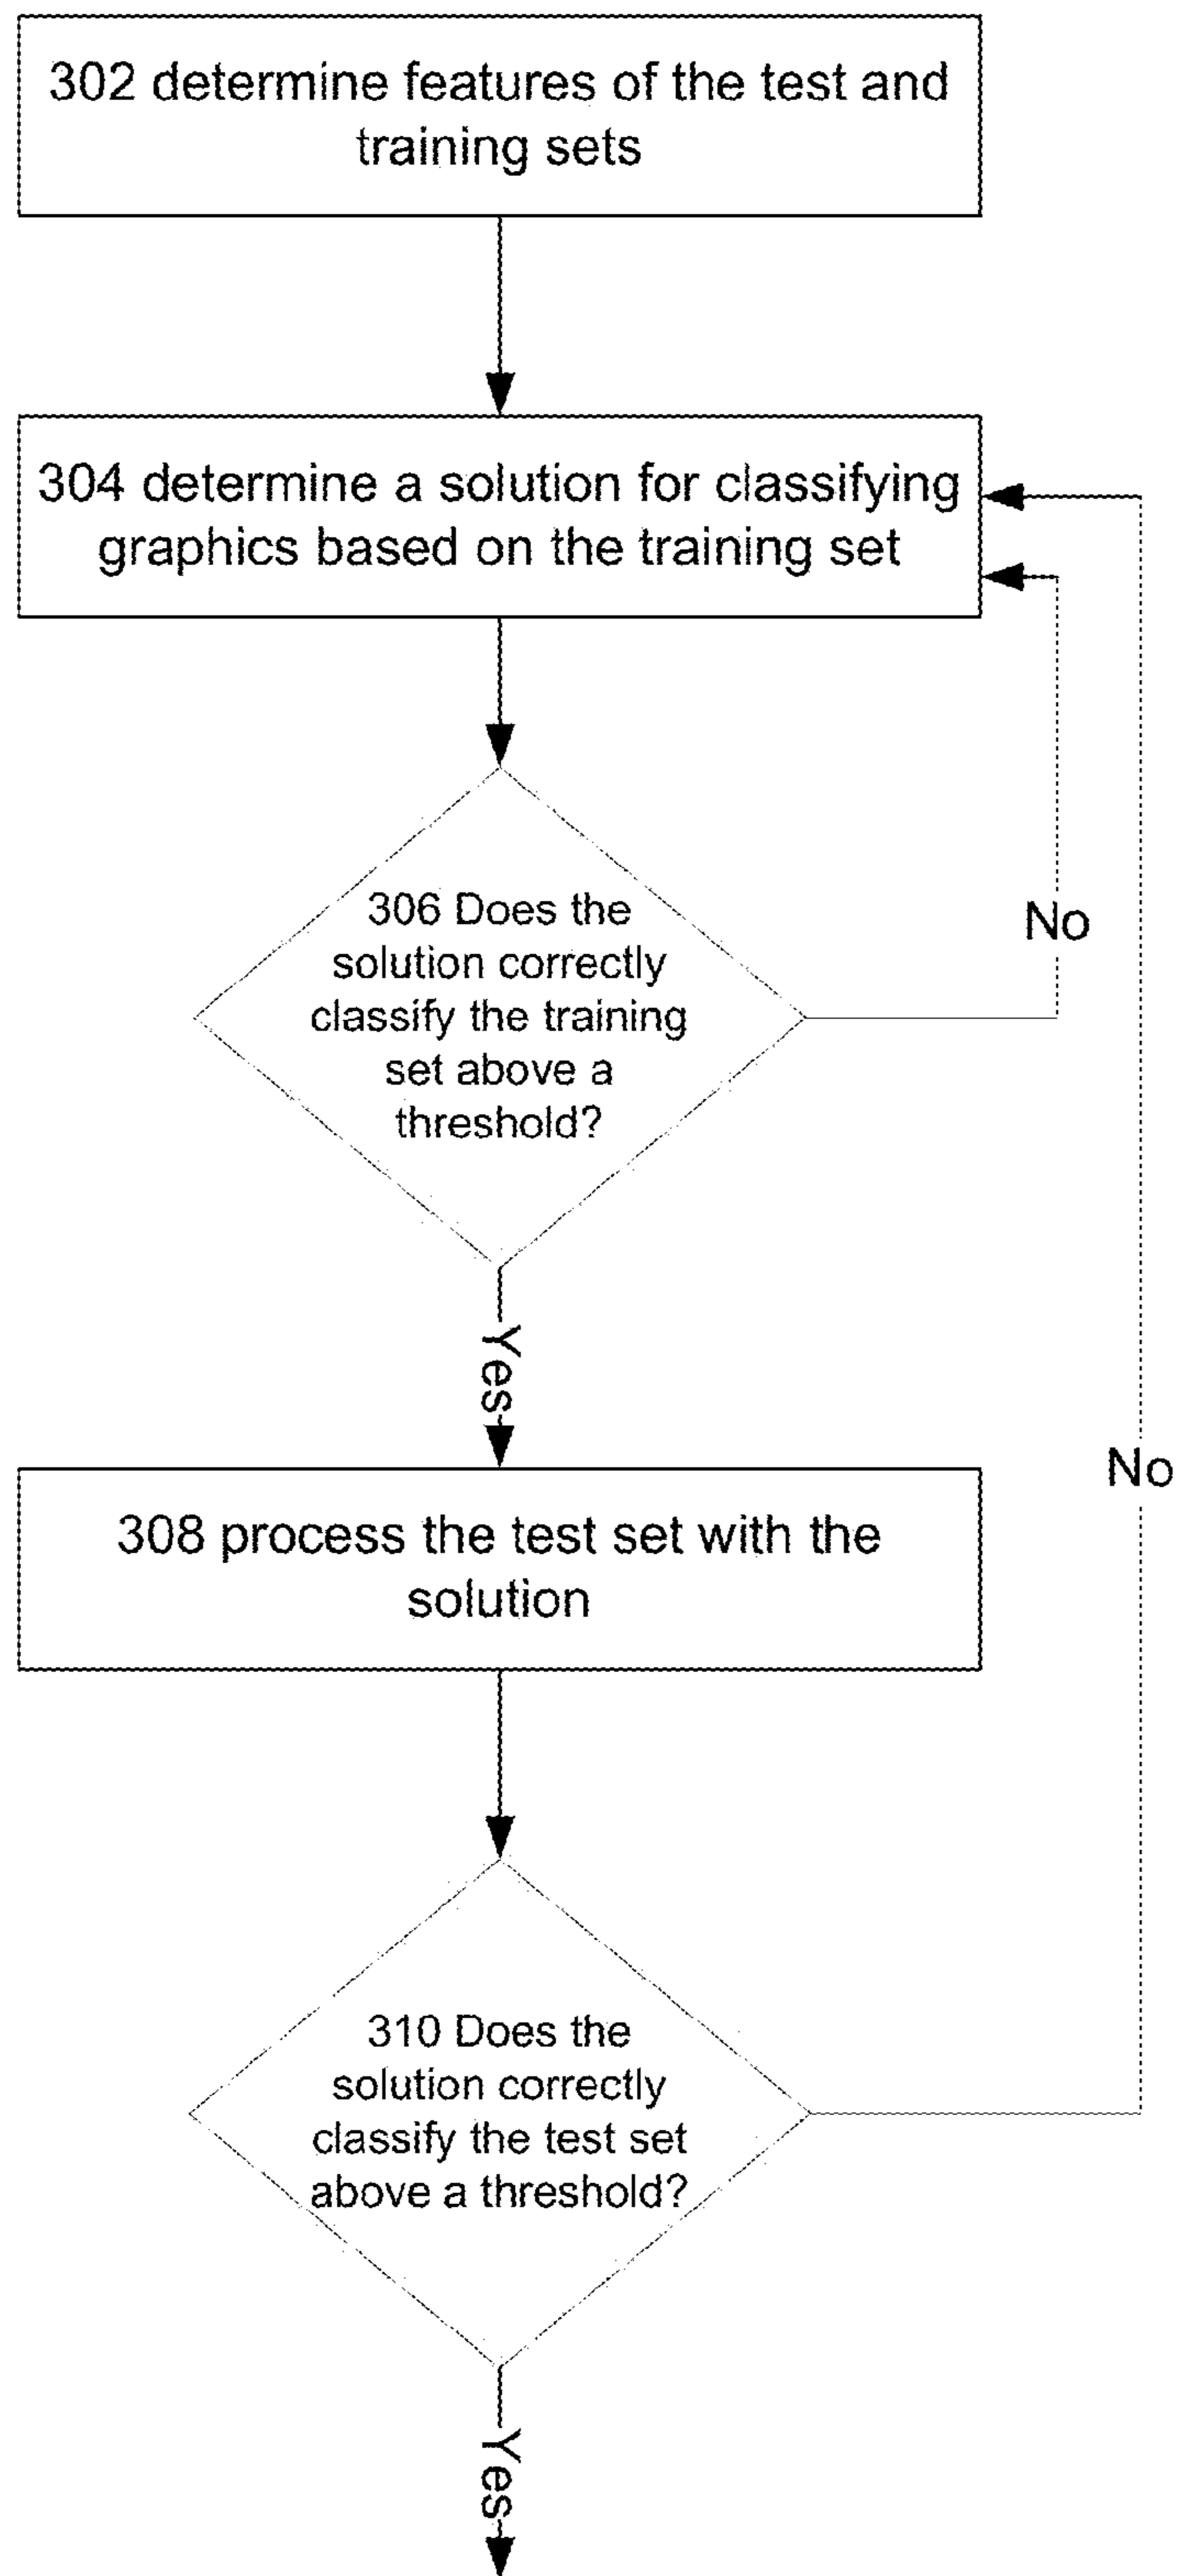 302 determine features of the test and
training sets
304 determine a solution for classifying
graphics based on the training set
306 Does the
solution correctly
classify the training
set above a
threshold?
No
Yes
308 process the test set with the
solution
No
310 Does the
solution correctly
classify the test set
above a threshold?
Yes